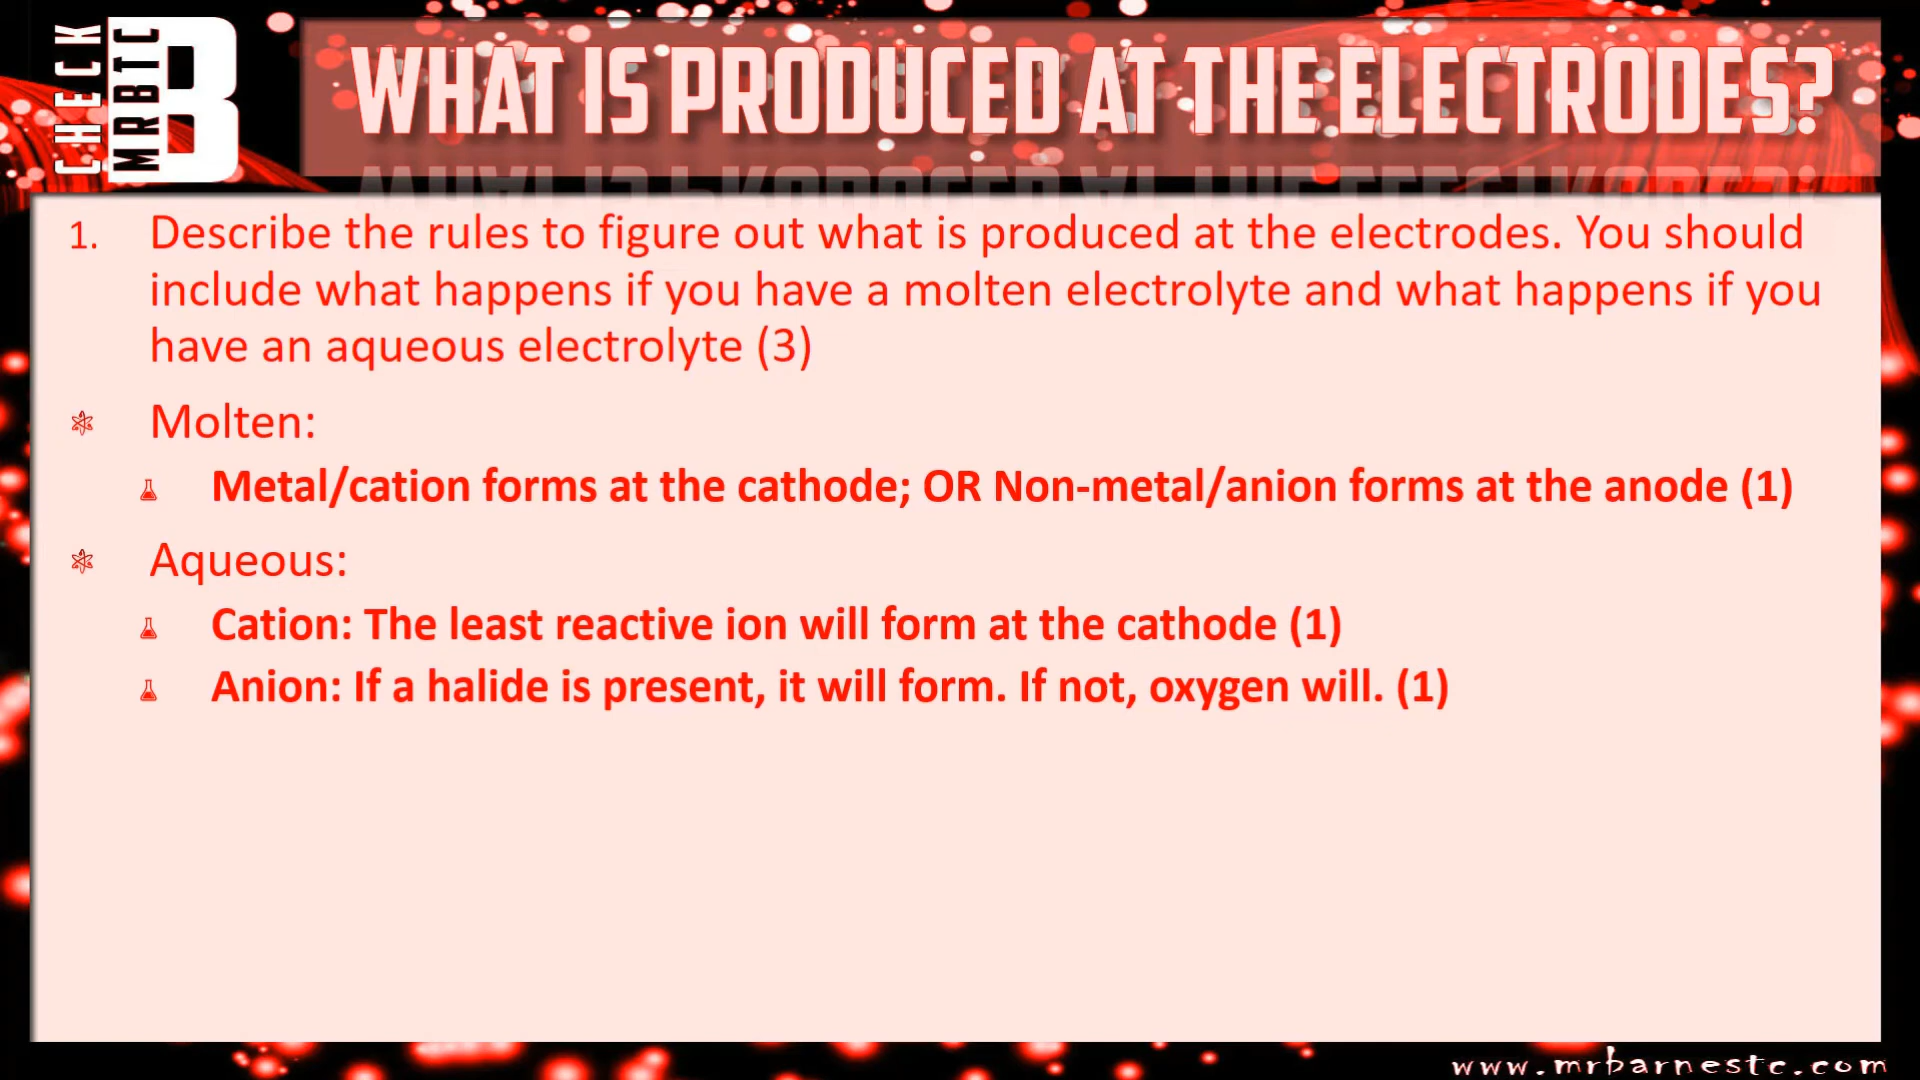 CHECK
MRBTC
B
WHAT IS PRODUCED AT THE ELECTRODES?
1. Describe the rules to figure out what is produced at the electrodes. You should
include what happens if you have a molten electrolyte and what happens if you
have an aqueous electrolyte (3)
Molten:
Metal/cation forms at the cathode; OR Non-metal/anion forms at the anode (1)
Aqueous:
Cation: The least reactive ion will form at the cathode (1)
Anion: If a halide is present, it will form. If not, oxygen will. (1)
www.mrbarnestc.com